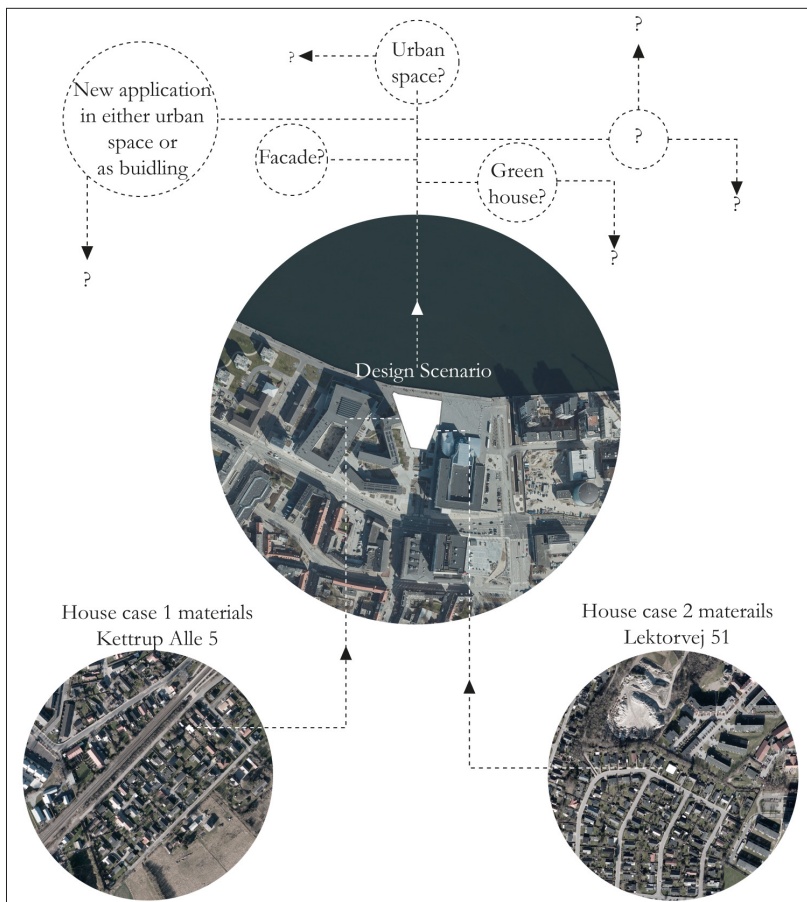 ?
?
Urban
space?
New application
in either urban
space or
as buidling
Facade?
?
Green
house?
?
?
?
Design Scenario
House case 1 materials
Kettrup Alle 5
House case 2 materails
Lektorvej 51